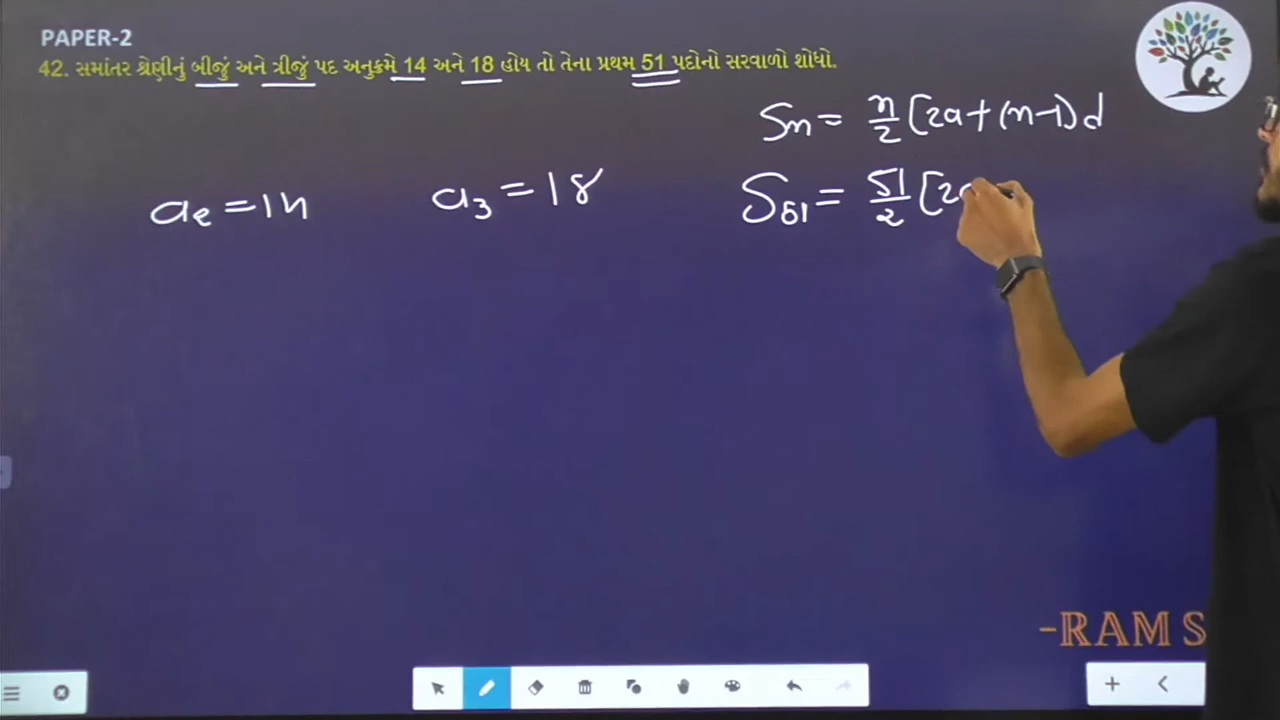 PAPER-2
42. સમાંતર શ્રેણીનું બીજું અને ત્રીજું પદ અનુક્રમે 14 અને 18 હોય તો તેના પ્રથમ 51 પદોનો સરવાળો શોધો.
Sn = n/2 [2a + (n-1)d
a2 = 14 a3 = 18 S51 = 51/2 [2a
-RAM S